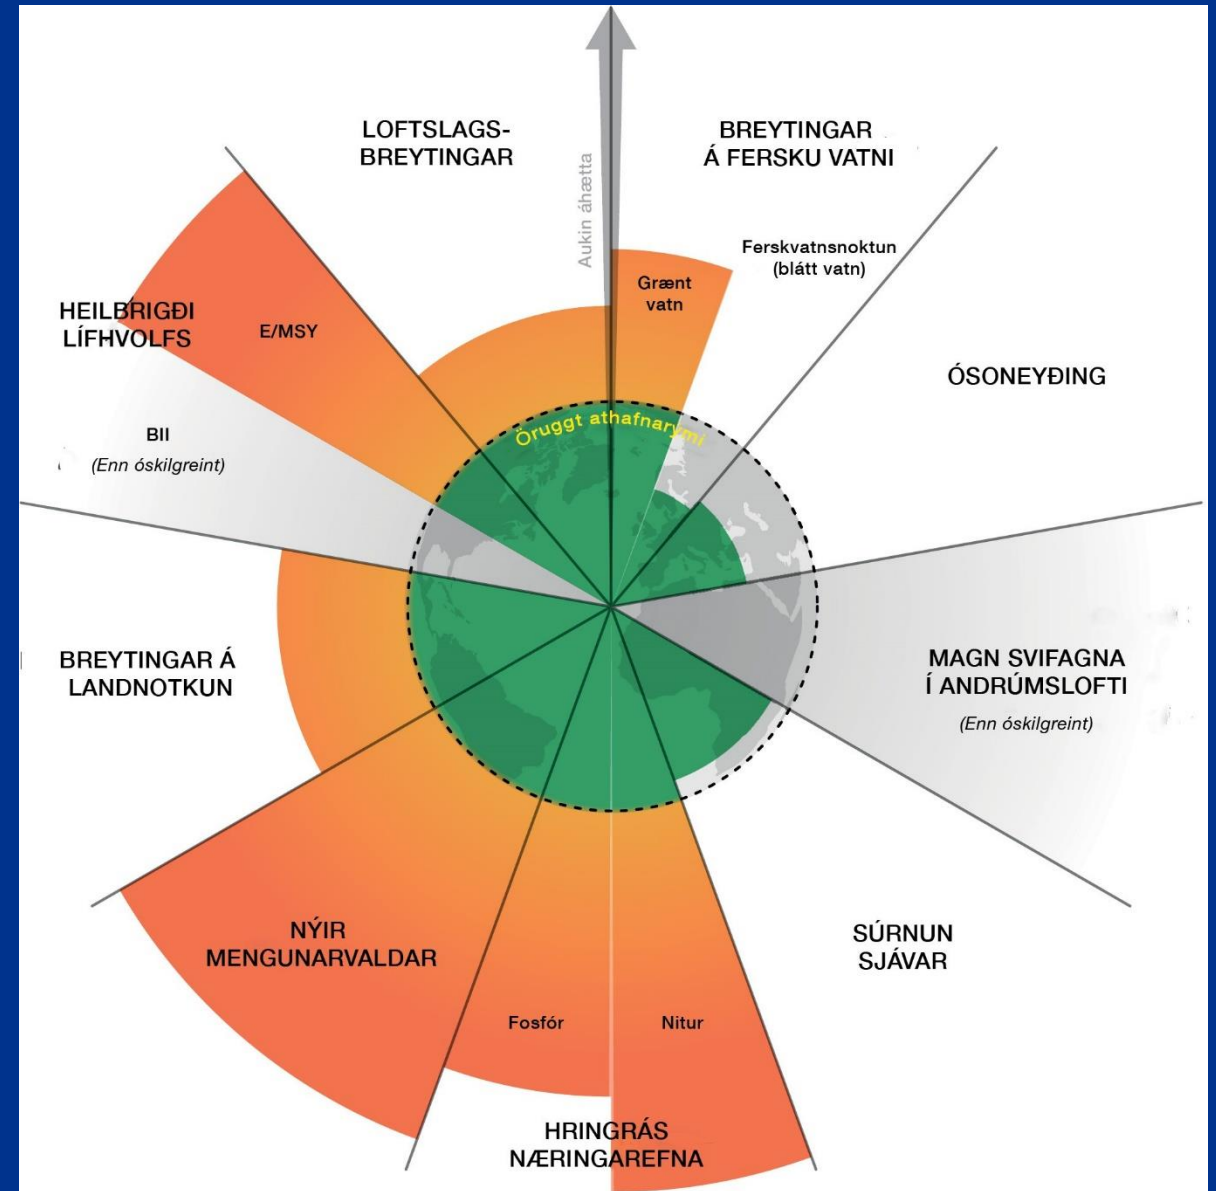 LOFTSLAGS-
BREYTINGAR
Aukin áhætta
BREYTINGAR
Á FERSKU VATNI
Ferskvatnsnoktun
(blátt vatn)
Grænt
vatn
ÓSONEYÐING
HEILBRIGÐI
LÍFHVOLFS
E/MSY
BII
(Enn óskilgreint)
Öruggt athafnarymi
BREYTINGAR Á
LANDNOTKUN
MAGN SVIFAGNA
Í ANDRÚMSLOFTI
(Enn óskilgreint)
NÝIR
MENGUNARVALDAR
SÚRNUN
SJÁVAR
Fosfór
Nitur
HRINGRÁS
NÆRINGAREFNA